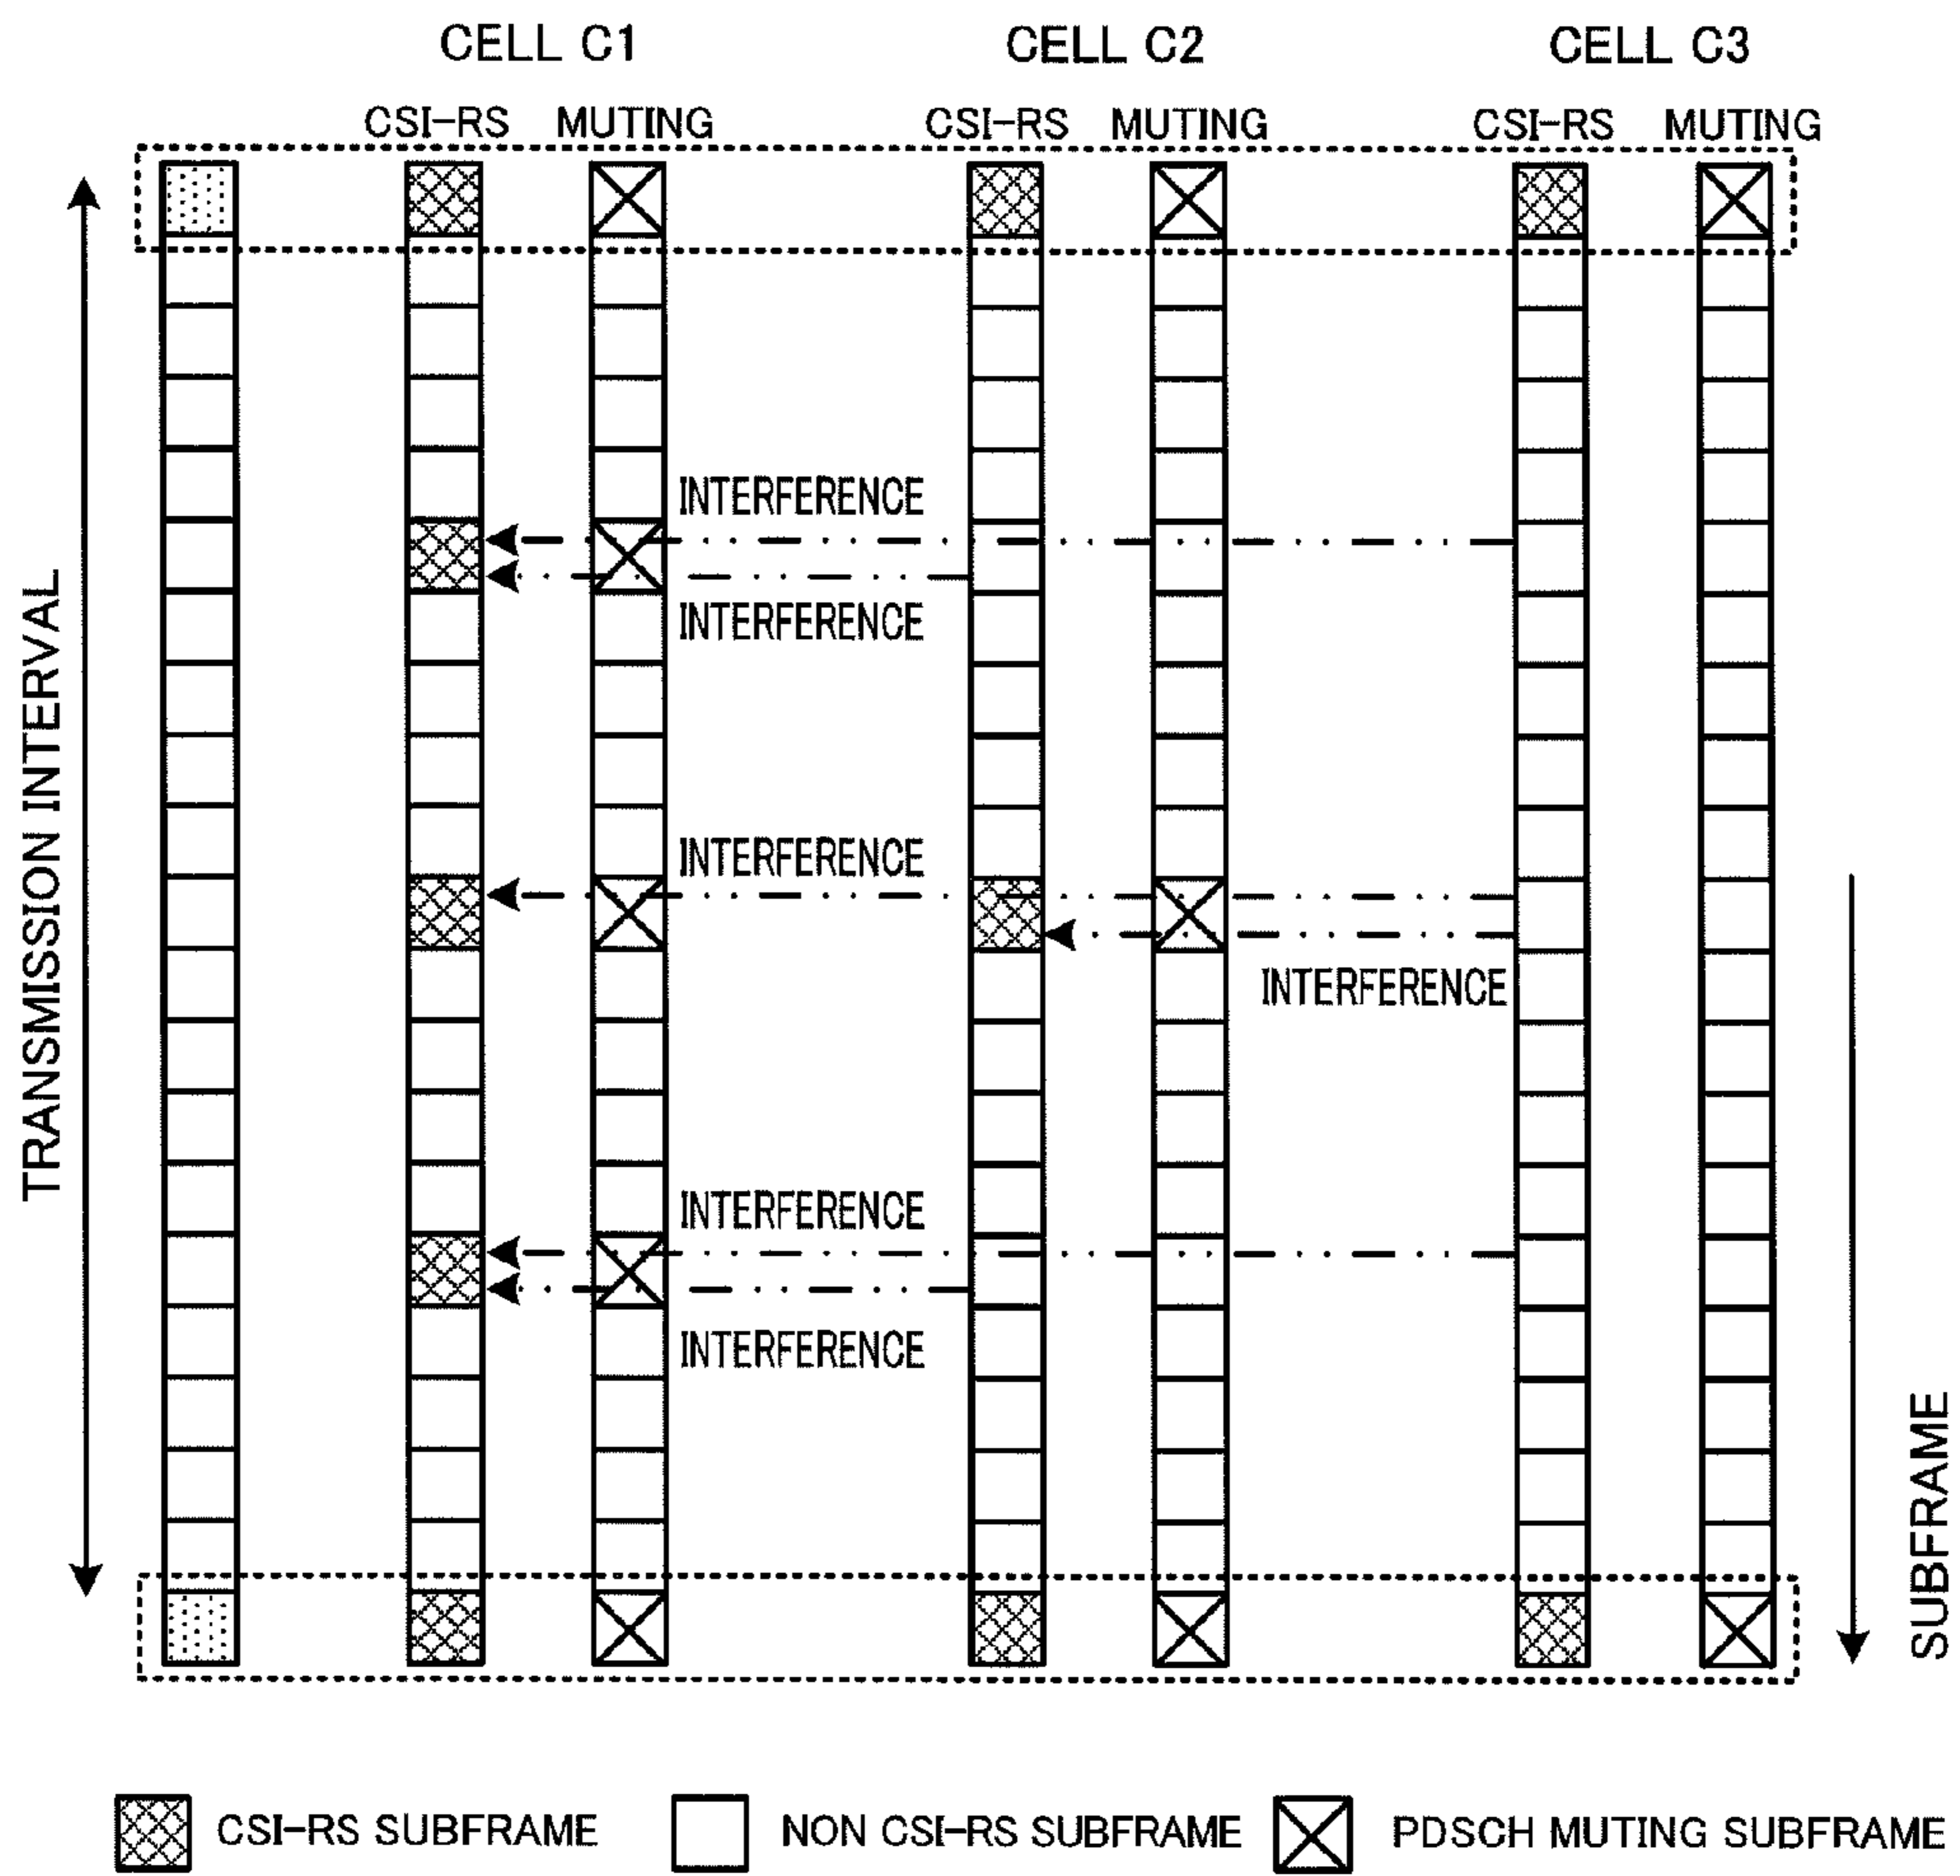 CELL C1 CELL C2 CELL C3
CSI-RS MUTING CSI-RS MUTING CSI-RS MUTING
TRANSMISSION INTERVAL
INTERFERENCE
INTERFERENCE
INTERFERENCE
INTERFERENCE
INTERFERENCE
INTERFERENCE
SUBFRAME
CSI-RS SUBFRAME NON CSI-RS SUBFRAME PDSCH MUTING SUBFRAME